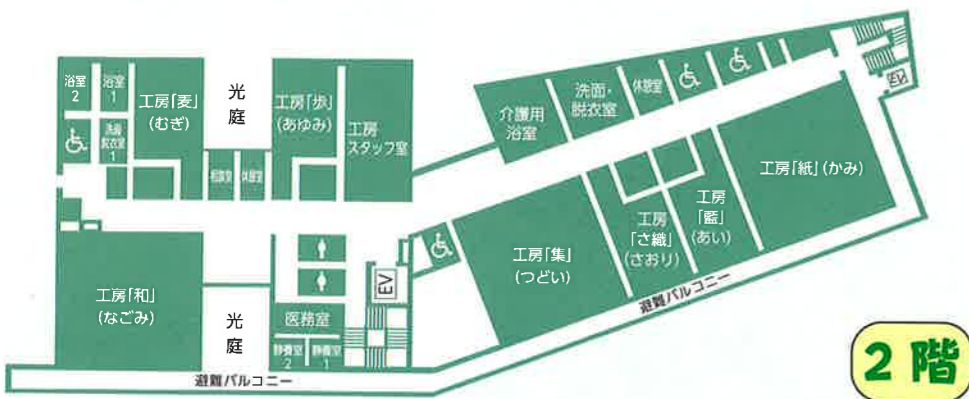 浴室
2
浴室
1
工房「麦」
(むぎ)
光
庭
工房「歩」
(あゆみ)
工房
スタッフ室
洗面・
脱衣室
1
相談室
休憩室
介護用
浴室
洗面・
脱衣室
休憩室
EV
工房「紙」(かみ)
工房
「藍」
(あい)
工房
「さ織」
(さおり)
工房「集」
(つどい)
避難バルコニー
工房「和」
(なごみ)
光
庭
EV
医務室
静養室
2
静養室
1
避難バルコニー
2階